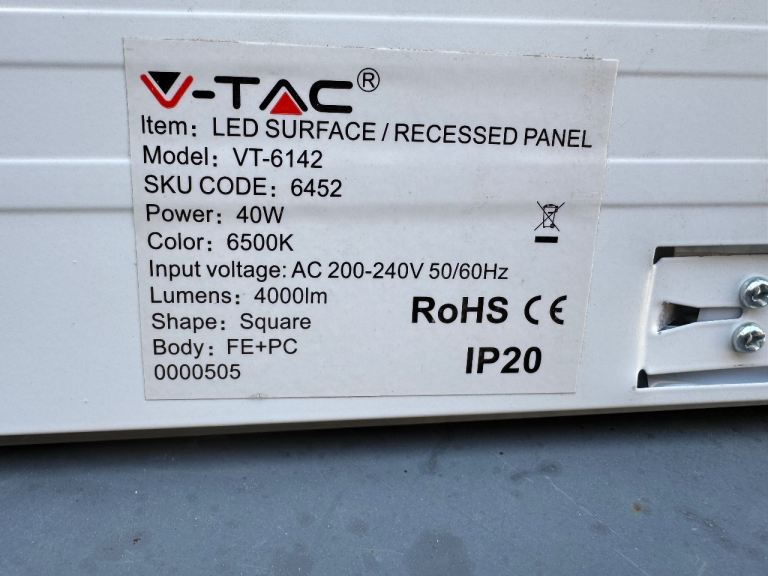 V-TAC®
Item: LED SURFACE / RECESSED PANEL
Model: VT-6142
SKU CODE: 6452
Power: 40W
Color: 6500K
Input voltage: AC 200-240V 50/60Hz
Lumens: 4000lm
Shape: Square
Body: FE+PC
0000505
RoHS CE
IP20